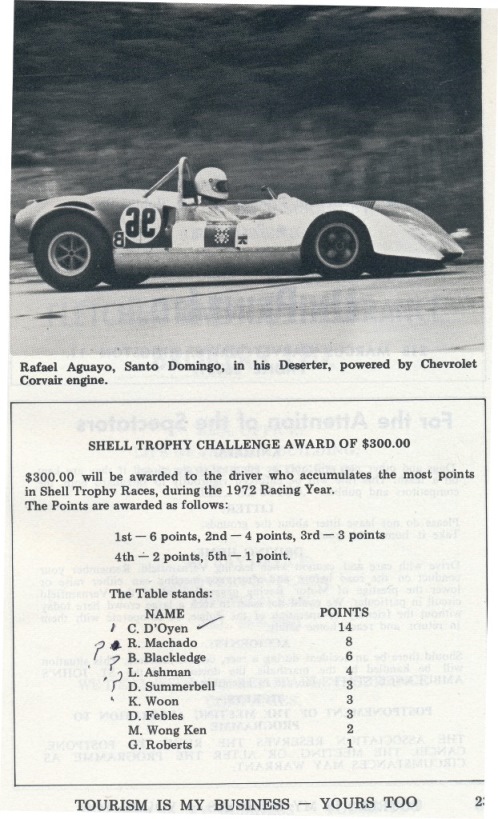 Rafael Aguayo, Santo Domingo, in his Deserter, powered by Chevrolet
Corvair engine.
SHELL TROPHY CHALLENGE AWARD OF $300.00
$300.00 will be awarded to the driver who accumulates the most points
in Shell Trophy Races, during the 1972 Racing Year.
The Points are awarded as follows:
1st — 6 points, 2nd — 4 points, 3rd — 3 points
4th — 2 points, 5th — 1 point.
The Table stands:
NAME POINTS
C. D'Oyen 14
R. Machado 8
B. Blackledge 6
L. Ashman 4
D. Summerbell 3
K. Woon 3
D. Febles 3
M. Wong Ken 2
G. Roberts 1
TOURISM IS MY BUSINESS — YOURS TOO